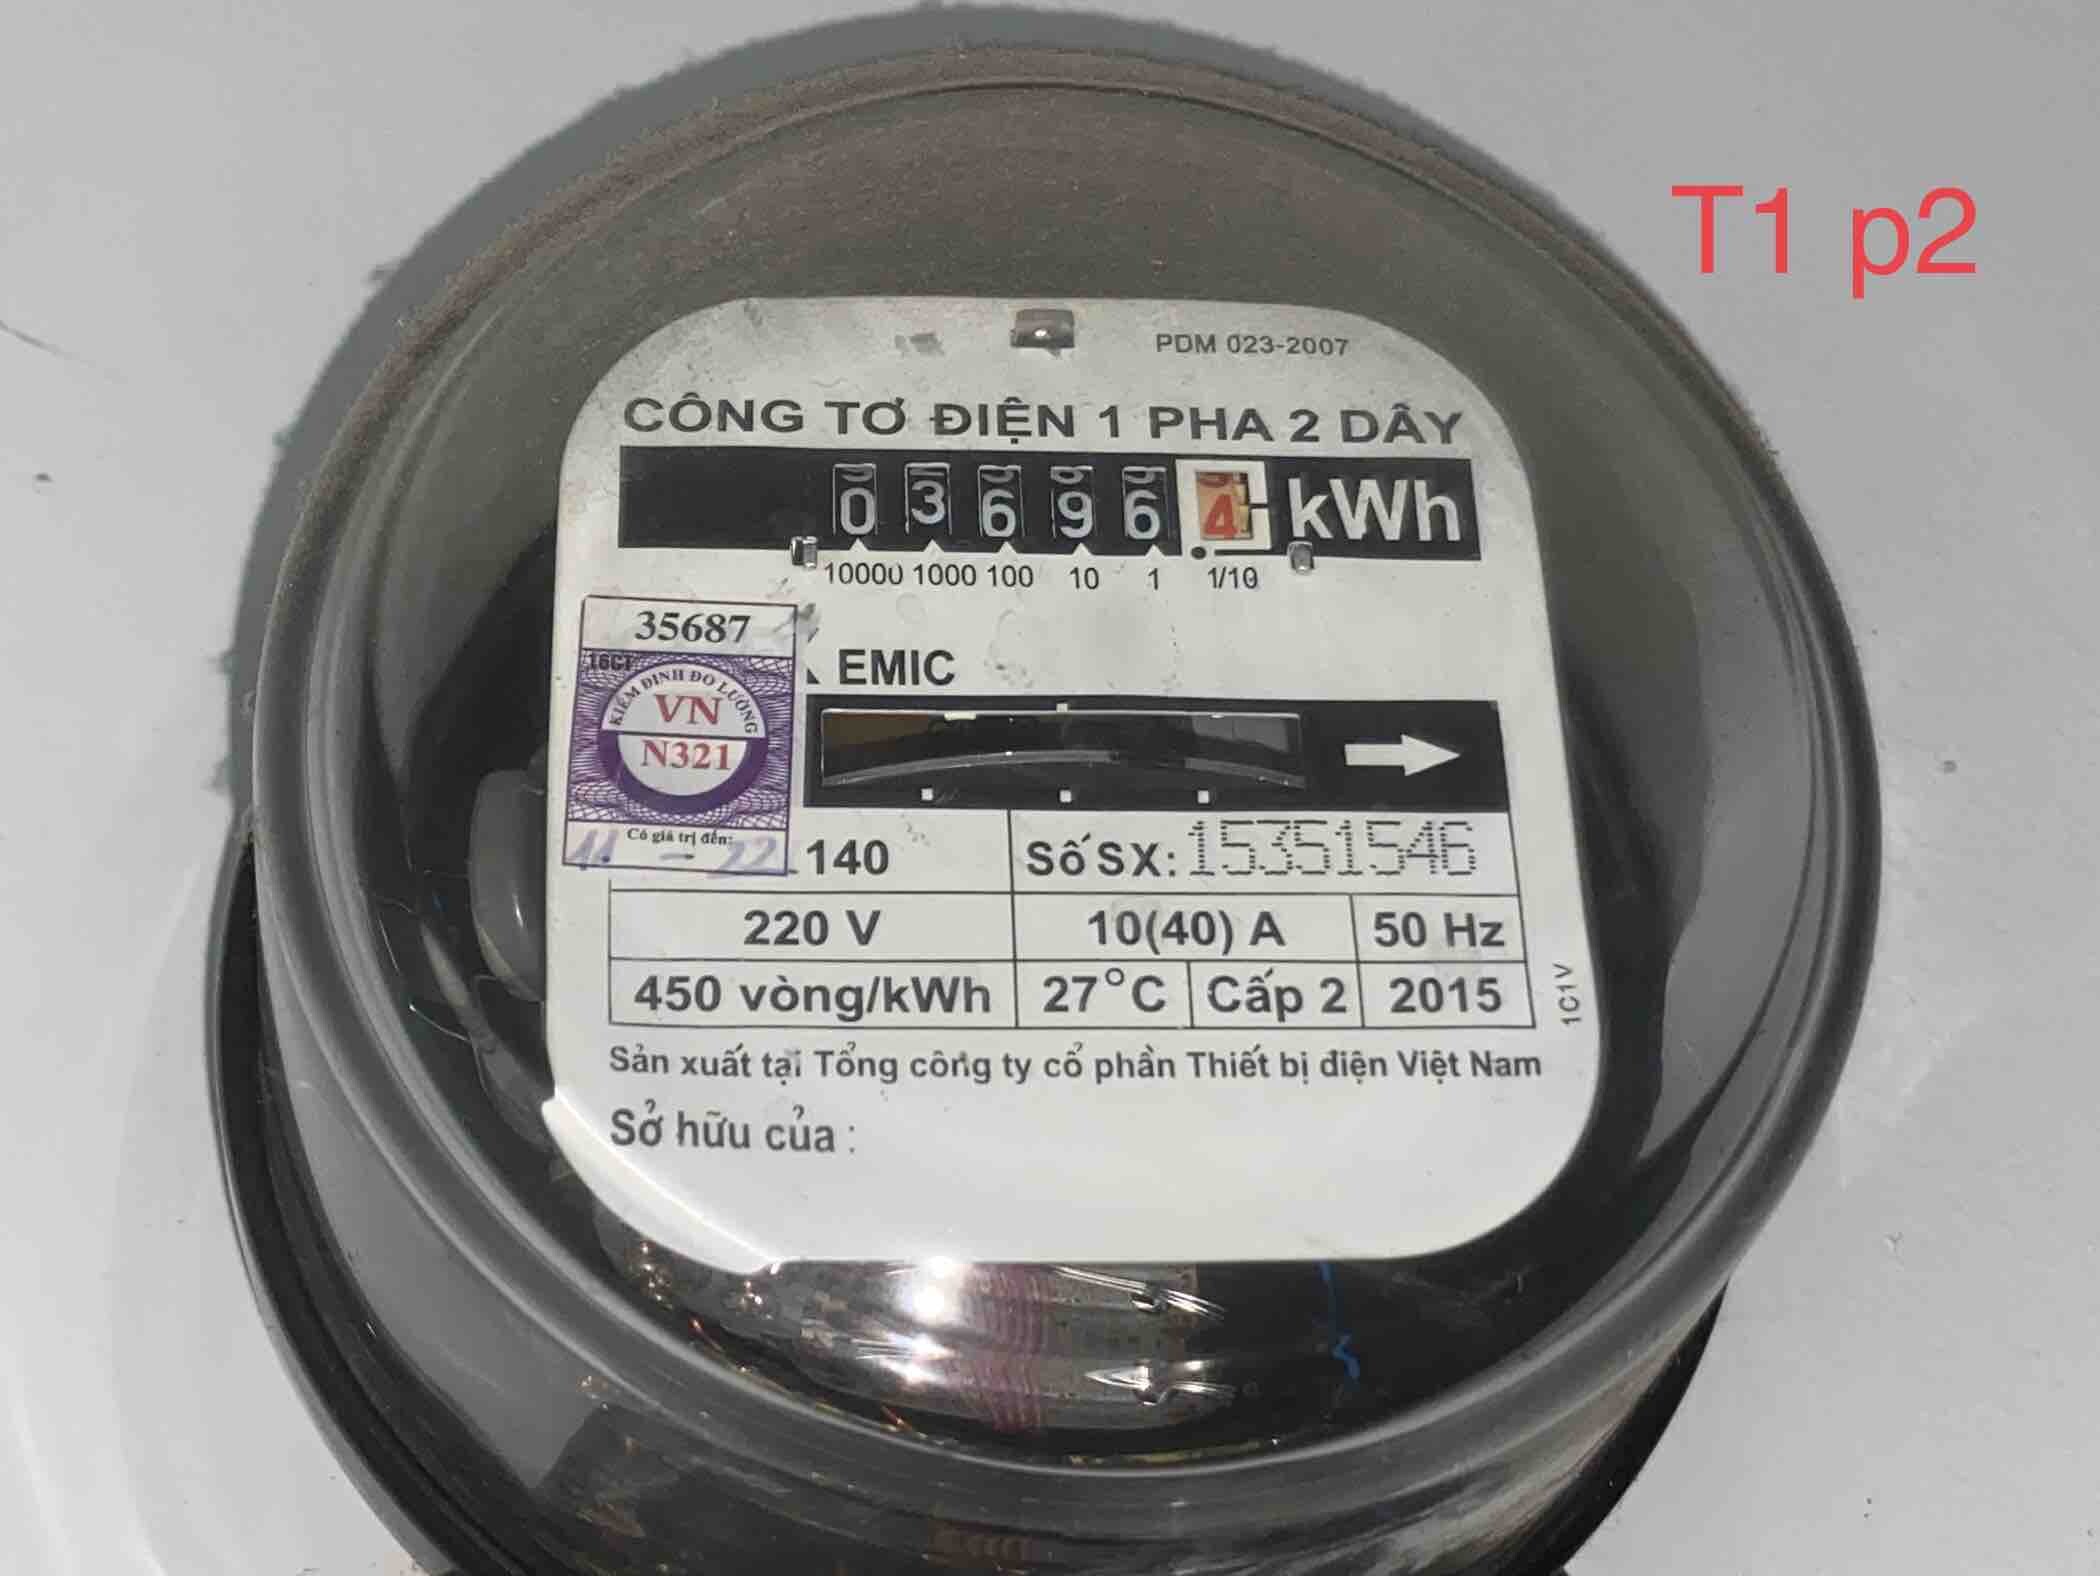 T1 p2
PDM 023-2007
CÔNG TƠ ĐIỆN 1 PHA 2 DÂY
0 3 6 9 6 4 kWh
10000 1000 100 10 1 1/10
35687
16CT
KIỂM ĐỊNH ĐO LƯỜNG
VN
N321
Có giá trị đến:
11 - 22
EMIC
140
Số SX: 15351546
220 V 10(40) A 50 Hz
450 vòng/kWh 27°C Cấp 2 2015
1C1V
Sản xuất tại Tổng công ty cổ phần Thiết bị điện Việt Nam
Sở hữu của :